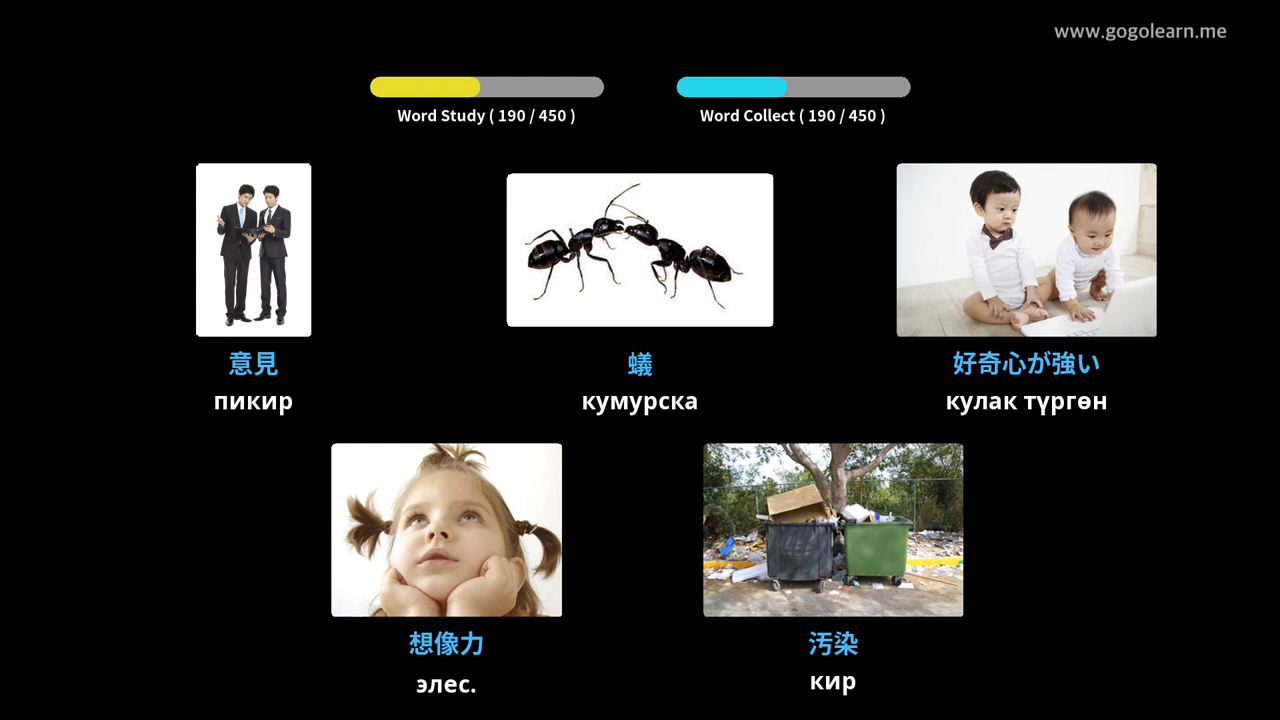 www.gogolearn.me
Word Study ( 190 / 450 )
Word Collect ( 190 / 450 )
意見
пикир
蟻
кумурска
好奇心が強い
кулак түргөн
想像力
элес.
汚染
кир